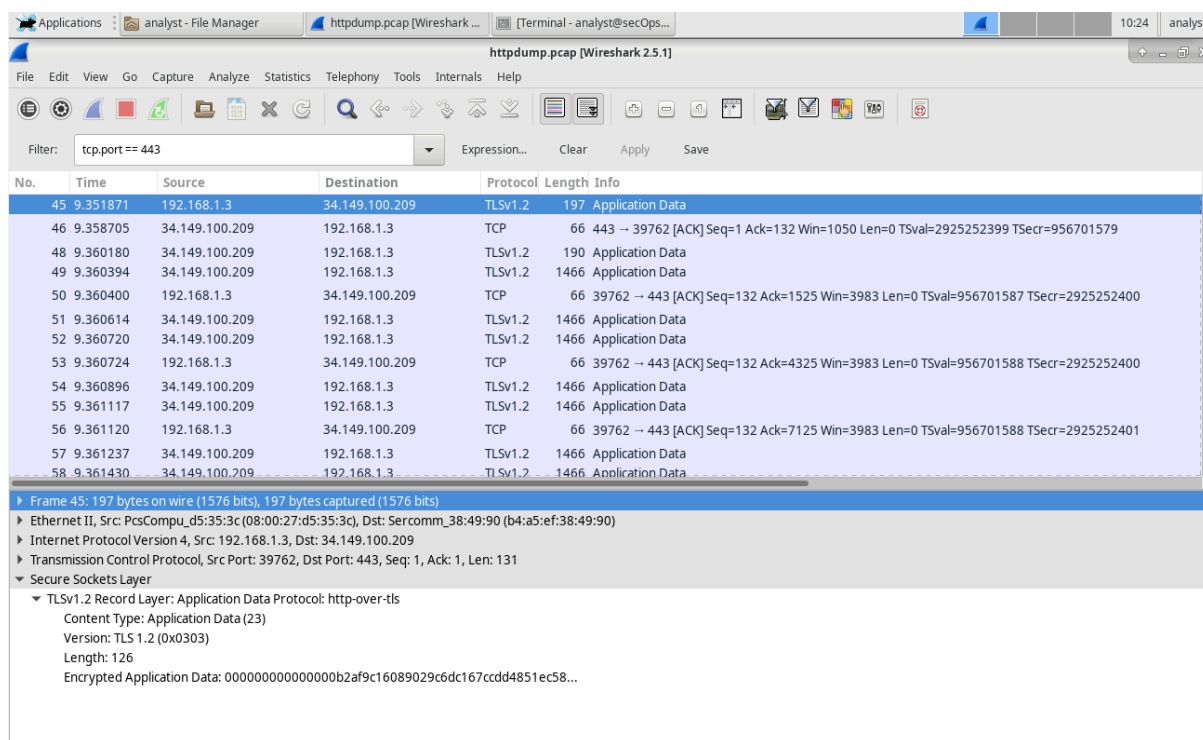 Applications analyst - File Manager httpdump.pcap [Wireshark ... [Terminal - analyst@secOps... 10:24 analys
httpdump.pcap [Wireshark 2.5.1]
File Edit View Go Capture Analyze Statistics Telephony Tools Internals Help
Filter: tcp.port == 443 Expression... Clear Apply Save
No. Time Source Destination Protocol Length Info
45 9.351871 192.168.1.3 34.149.100.209 TLSv1.2 197 Application Data
46 9.358705 34.149.100.209 192.168.1.3 TCP 66 443 → 39762 [ACK] Seq=1 Ack=132 Win=1050 Len=0 TSval=2925252399 TSecr=956701579
48 9.360180 34.149.100.209 192.168.1.3 TLSv1.2 190 Application Data
49 9.360394 34.149.100.209 192.168.1.3 TLSv1.2 1466 Application Data
50 9.360400 192.168.1.3 34.149.100.209 TCP 66 39762 → 443 [ACK] Seq=132 Ack=1525 Win=3983 Len=0 TSval=956701587 TSecr=2925252400
51 9.360614 34.149.100.209 192.168.1.3 TLSv1.2 1466 Application Data
52 9.360720 34.149.100.209 192.168.1.3 TLSv1.2 1466 Application Data
53 9.360724 192.168.1.3 34.149.100.209 TCP 66 39762 → 443 [ACK] Seq=132 Ack=4325 Win=3983 Len=0 TSval=956701588 TSecr=2925252400
54 9.360896 34.149.100.209 192.168.1.3 TLSv1.2 1466 Application Data
55 9.361117 34.149.100.209 192.168.1.3 TLSv1.2 1466 Application Data
56 9.361120 192.168.1.3 34.149.100.209 TCP 66 39762 → 443 [ACK] Seq=132 Ack=7125 Win=3983 Len=0 TSval=956701588 TSecr=2925252401
57 9.361237 34.149.100.209 192.168.1.3 TLSv1.2 1466 Application Data
58 9.361430 34.149.100.209 192.168.1.3 TLSv1.2 1466 Application Data
Frame 45: 197 bytes on wire (1576 bits), 197 bytes captured (1576 bits)
Ethernet II, Src: PcsCompu_d5:35:3c (08:00:27:d5:35:3c), Dst: Sercomm_38:49:90 (b4:a5:ef:38:49:90)
Internet Protocol Version 4, Src: 192.168.1.3, Dst: 34.149.100.209
Transmission Control Protocol, Src Port: 39762, Dst Port: 443, Seq: 1, Ack: 1, Len: 131
Secure Sockets Layer
TLSv1.2 Record Layer: Application Data Protocol: http-over-tls
Content Type: Application Data (23)
Version: TLS 1.2 (0x0303)
Length: 126
Encrypted Application Data: 000000000000000b2af9c16089029c6dc167ccdd4851ec58...